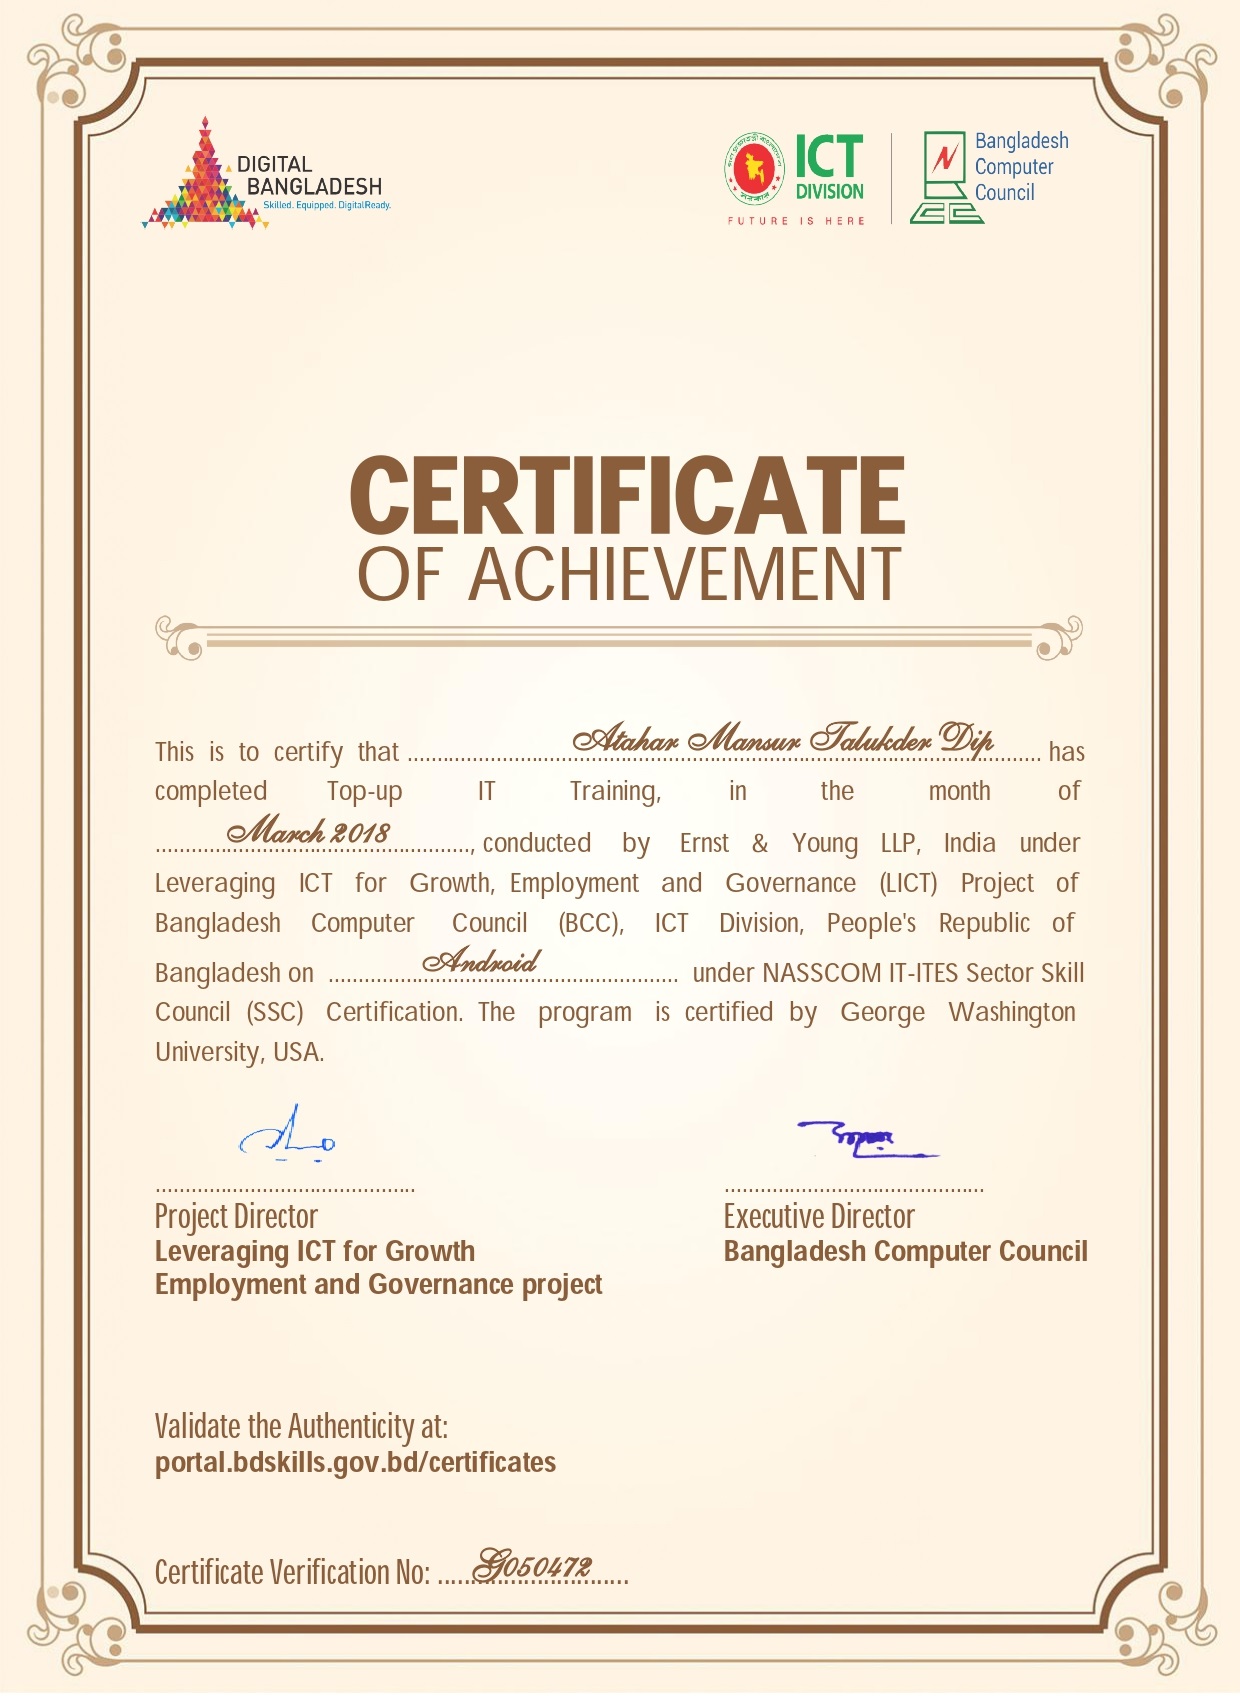 DIGITAL
BANGLADESH
Skilled. Equipped. DigitalReady.
ICT
DIVISION
FUTURE IS HERE
Bangladesh
Computer
Council
CERTIFICATE
OF ACHIEVEMENT
This is to certify that Atahar Mansur Talukder Dip has
completed Top-up IT Training, in the month of
March 2018, conducted by Ernst & Young LLP, India under
Leveraging ICT for Growth, Employment and Governance (LICT) Project of
Bangladesh Computer Council (BCC), ICT Division, People's Republic of
Bangladesh on Android under NASSCOM IT-ITES Sector Skill
Council (SSC) Certification. The program is certified by George Washington
University, USA.
Project Director
Leveraging ICT for Growth
Employment and Governance project
Executive Director
Bangladesh Computer Council
Validate the Authenticity at:
portal.bdskills.gov.bd/certificates
Certificate Verification No: G050472